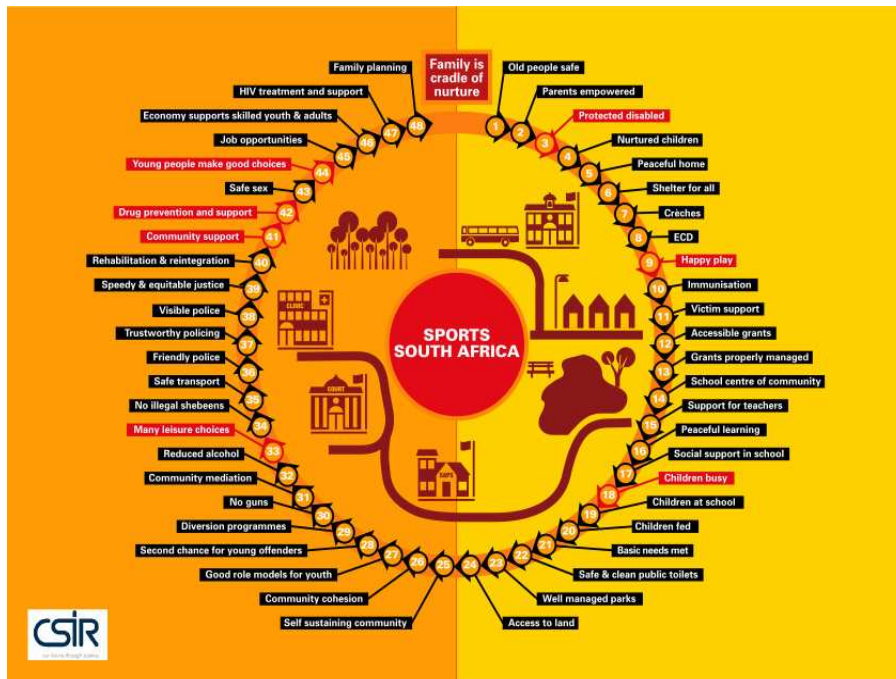 Family is
cradle of
nurture
1
Old people safe
2
Parents empowered
3
Protected disabled
4
Nurtured children
5
Peaceful home
6
Shelter for all
7
Crèches
8
ECD
9
Happy play
10
Immunisation
11
Victim support
12
Accessible grants
13
Grants properly managed
14
School centre of community
15
Support for teachers
16
Peaceful learning
17
Social support in school
18
Children busy
19
Children at school
20
Children fed
21
Basic needs met
22
Safe & clean public toilets
23
Well managed parks
24
Access to land
25
Self sustaining community
26
Community cohesion
27
Good role models for youth
28
Second chance for young offenders
29
Diversion programmes
30
No guns
31
Community mediation
32
Reduced alcohol
33
Many leisure choices
34
No illegal shebeens
35
Safe transport
36
Friendly police
37
Trustworthy policing
38
Visible police
39
Speedy & equitable justice
40
Rehabilitation & reintegration
41
Community support
42
Drug prevention and support
43
Safe sex
44
Young people make good choices
45
Job opportunities
46
Economy supports skilled youth & adults
47
HIV treatment and support
48
Family planning
SPORTS
SOUTH AFRICA
CLINIC
COURT
SAPS
CSIR
our future through science